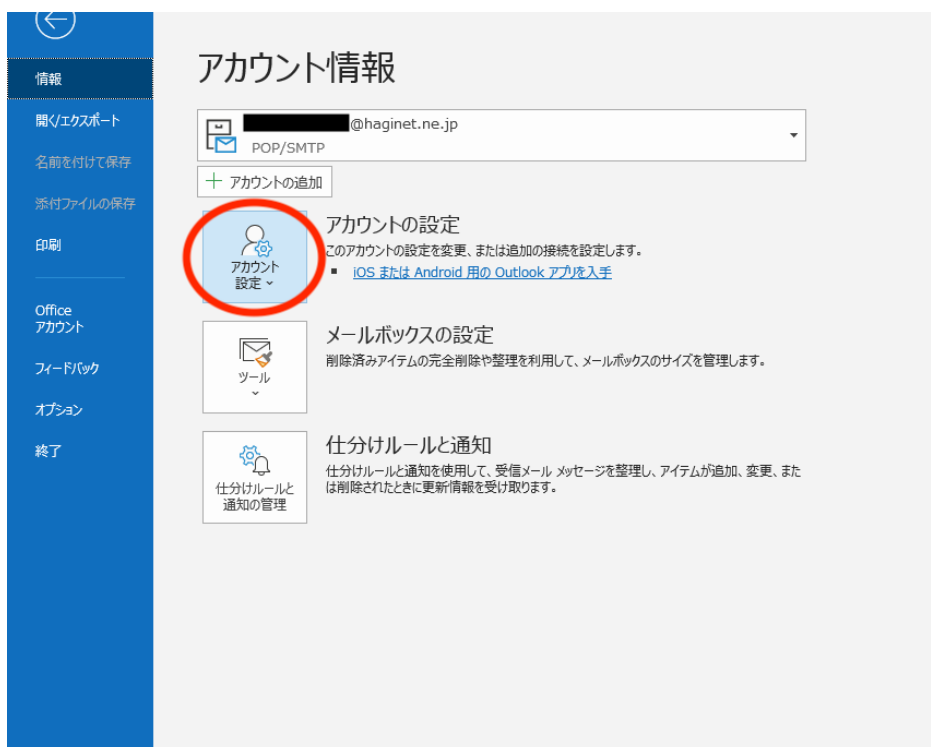 情報
開く/エクスポート
名前を付けて保存
添付ファイルの保存
印刷
Office
アカウント
フィードバック
オプション
終了
アカウント情報
@haginet.ne.jp
POP/SMTP
アカウントの追加
アカウント
設定
アカウントの設定
このアカウントの設定を変更、または追加の接続を設定します。
iOS または Android 用の Outlook アプリを入手
ツール
メールボックスの設定
削除済みアイテムの完全削除や整理を利用して、メールボックスのサイズを管理します。
仕分けルールと
通知の管理
仕分けルールと通知
仕分けルールと通知を使用して、受信メール メッセージを整理し、アイテムが追加、変更、また
は削除されたときに更新情報を受け取ります。